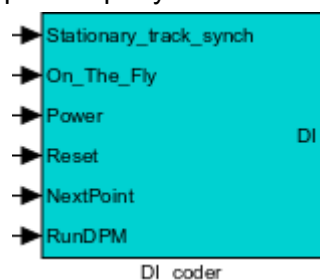 Stationary_track_synch
On_The_Fly
Power
DI
Reset
NextPoint
RunDPM
DI coder